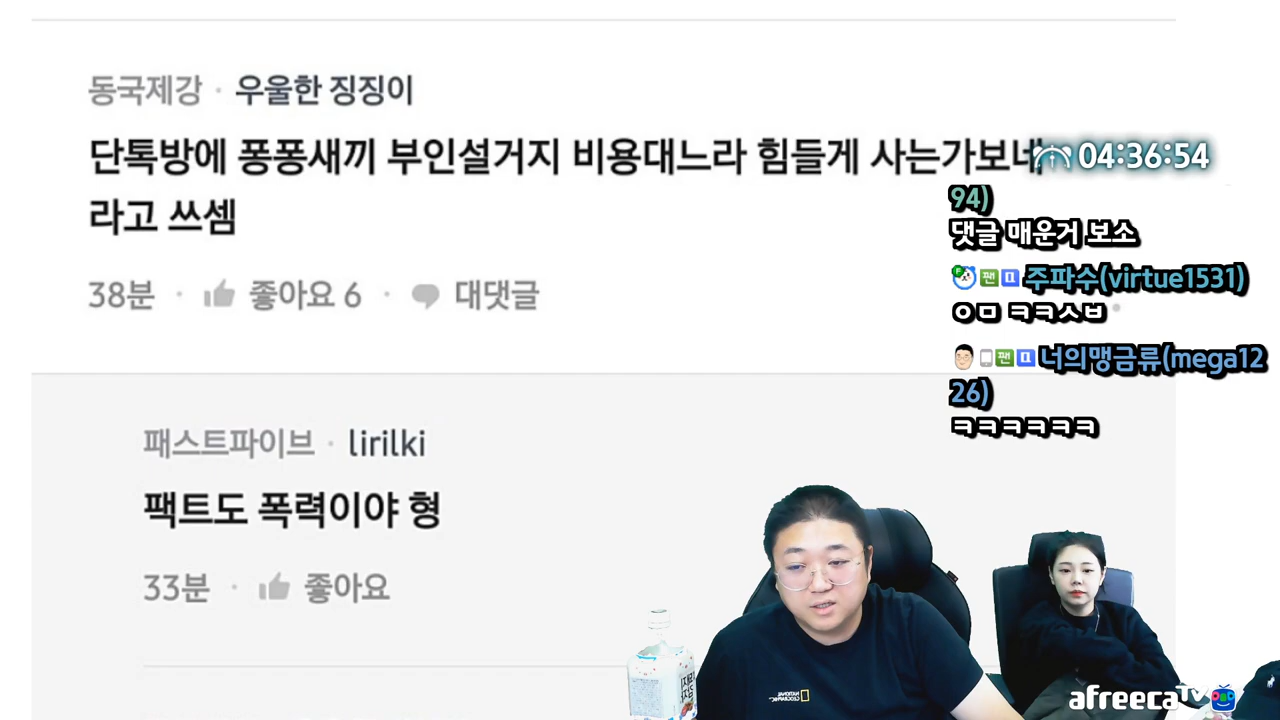 동국제강 · 우울한 징징이
단톡방에 퐁퐁새끼 부인설거지 비용대느라 힘들게 사는가보네
라고 쓰셈
38분 · 좋아요 6 · 대댓글
패스트파이브 · lirilki
팩트도 폭력이야 형
33분 · 좋아요
04:36:54
94)
댓글 매운거 보소
팬 주파수(virtue1531)
ㅇㅁ ㅋㅋㅅㅂ
팬 너의맹금류(mega12
26)
ㅋㅋㅋㅋㅋㅋ
NATIONAL
GEOGRAPHIC
afreecaTV